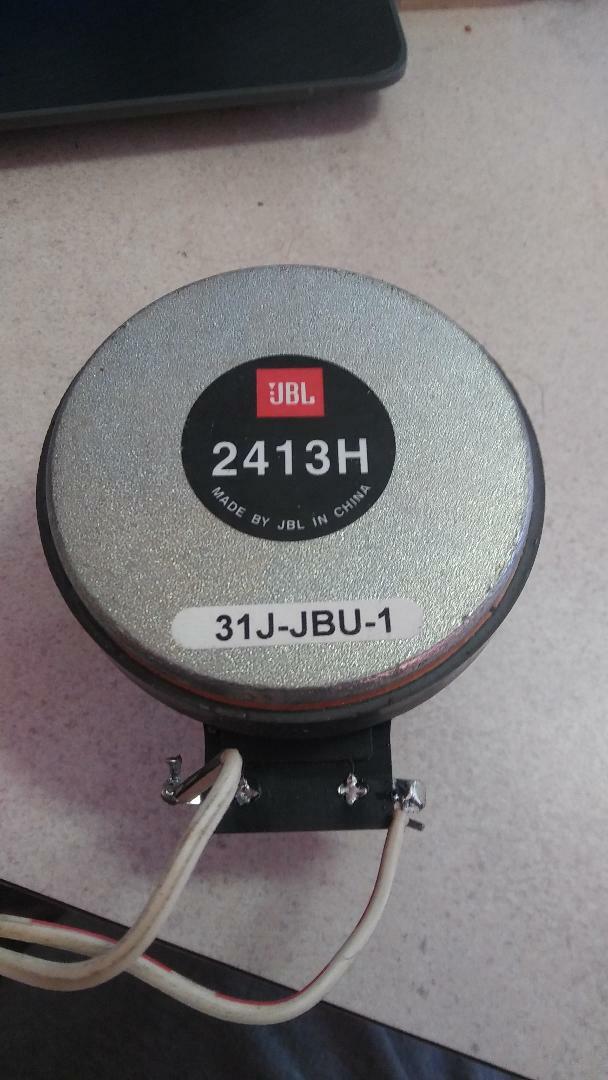 JBL
2413H
MADE BY JBL IN CHINA
31J-JBU-1